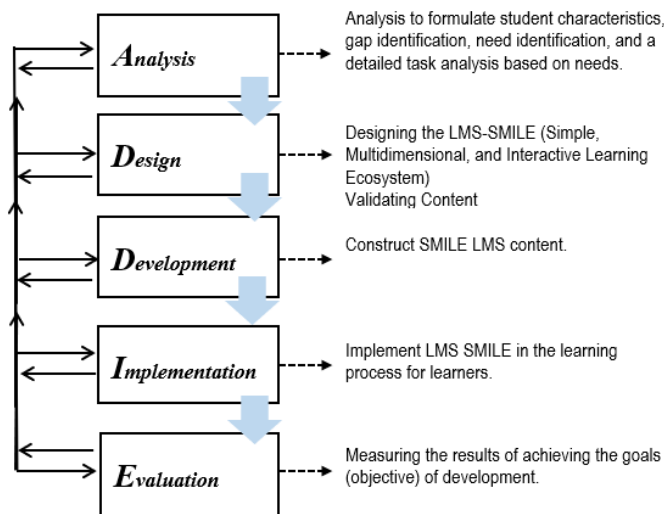 Analysis
Analysis to formulate student characteristics,
gap identification, need identification, and a
detailed task analysis based on needs.
Design
Designing the LMS-SMILE (Simple,
Multidimensional, and Interactive Learning
Ecosystem)
Validating Content
Development
Construct SMILE LMS content.
Implementation
Implement LMS SMILE in the learning
process for learners.
Evaluation
Measuring the results of achieving the goals
(objective) of development.